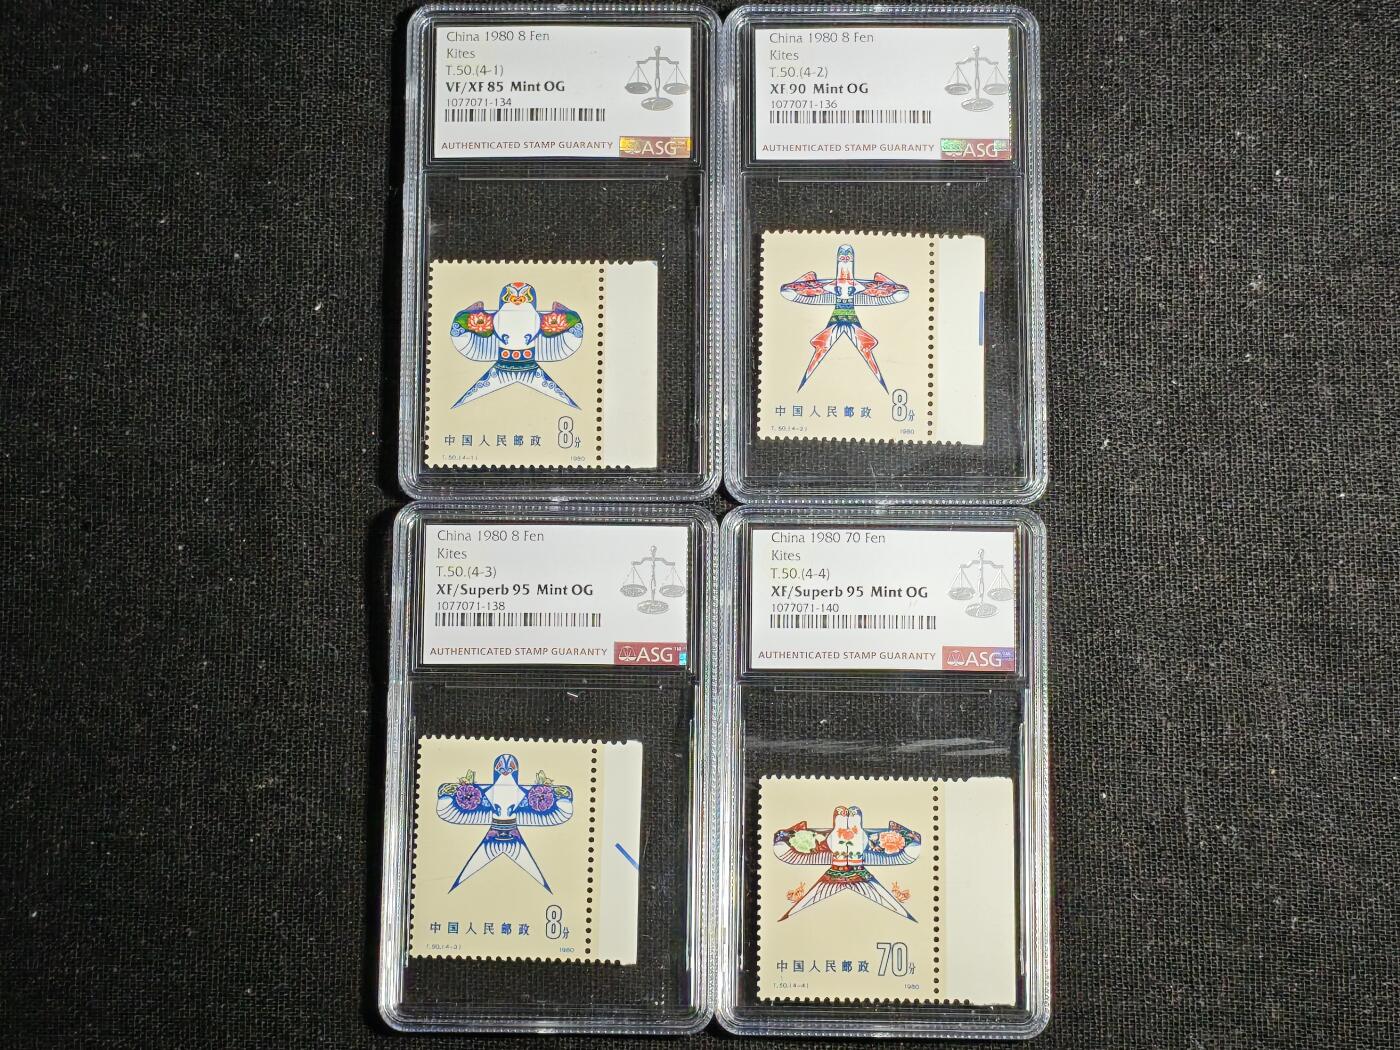 China 1980 8 Fen
Kites
T.50.(4-1)
VF/XF 85 Mint OG
1077071-134
AUTHENTICATED STAMP GUARANTY
ASG
中国人民邮政 8分
T.50.(4-1) 1980
China 1980 8 Fen
Kites
T.50.(4-2)
XF 90 Mint OG
1077071-136
AUTHENTICATED STAMP GUARANTY
ASG
中国人民邮政 8分
T.50.(4-2) 1980
China 1980 8 Fen
Kites
T.50.(4-3)
XF/Superb 95 Mint OG
1077071-138
AUTHENTICATED STAMP GUARANTY
ASG
中国人民邮政 8分
T.50.(4-3) 1980
China 1980 70 Fen
Kites
T.50.(4-4)
XF/Superb 95 Mint OG
1077071-140
AUTHENTICATED STAMP GUARANTY
ASG
中国人民邮政 70分
T.50.(4-4) 1980